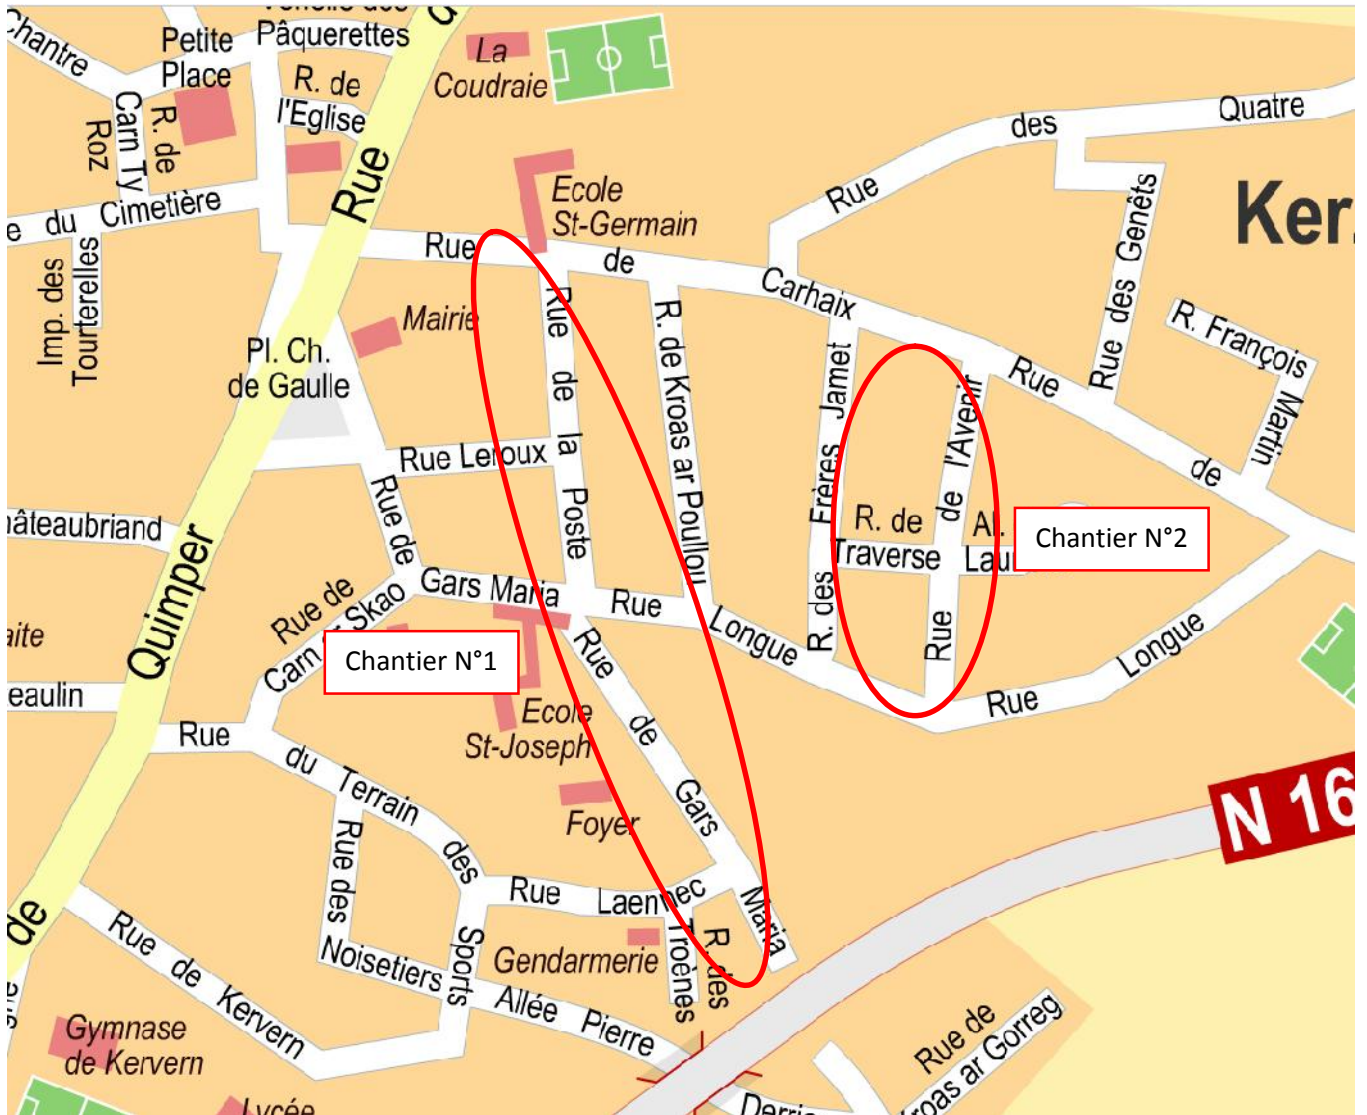 Chantre
Petite
Place
Pâquerettes
La
Coudraie
R. de
l'Eglise
Carn Ty
Roz
R. de
du Cimetière
Imp. des
Tourterelles
Rue
Quimper
de
Ecole
St-Germain
Rue de Carhaix
Rue de
Rue des Quatre
Ker.
Rue des Genêts
R. François
Martin
Mairie
Pl. Ch.
de Gaulle
Rue de la Poste
R. de Kroas ar Poullou
R. des Frères Jamet
Rue de l'Avenir
Rue Leroux
R. de
Traverse
Al.
Chantier N°2
Rue de
Gars Maria
Rue Longue
Rue Longue
Rue de
Carn
Skao
Chantier N°1
Ecole
St-Joseph
Foyer
Rue de Gars Maria
N 16
Rue du Terrain des Sports
Rue des
Noisetiers
Rue Laennec
R. des
Troènes
Gendarmerie
Allée Pierre
Rue de Kervern
Gymnase
de Kervern
Lycée
Rue de
Kroas ar Gorreg